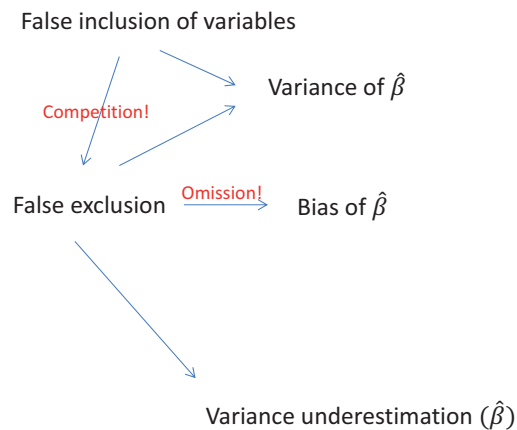 False inclusion of variables
Variance of β̂
Competition!
Omission!
False exclusion
Bias of β̂
Variance underestimation (β̂)